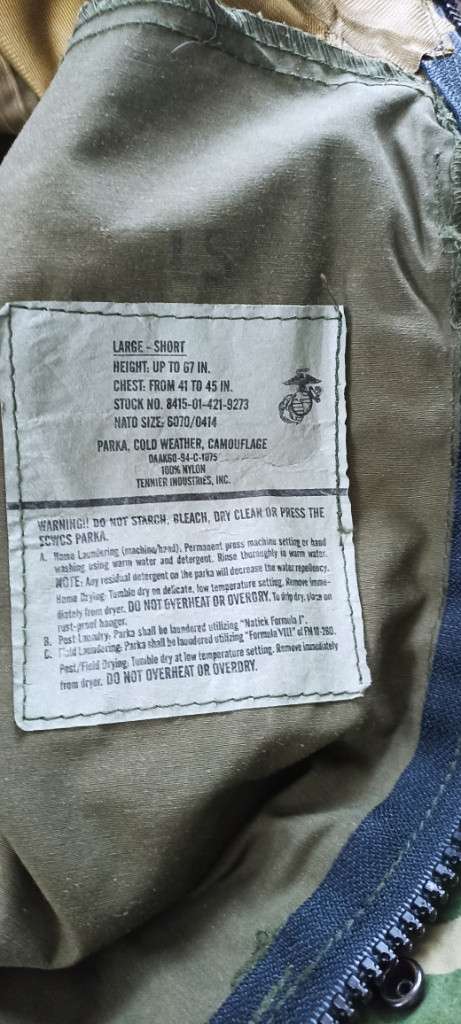 LS
LARGE - SHORT
HEIGHT: UP TO 67 IN.
CHEST: FROM 41 TO 45 IN.
STOCK NO. 8415-01-421-9273
NATO SIZE: 6070/0414
PARKA, COLD WEATHER, CAMOUFLAGE
DAAK60-94-C-1075
100% NYLON
TENNIER INDUSTRIES, INC.
WARNING!! DO NOT STARCH, BLEACH, DRY CLEAN OR PRESS THE
ECWCS PARKA.
A. Home Laundering (machine/hand). Permanent press machine setting or hand
washing using warm water and detergent. Rinse thoroughly in warm water.
NOTE: Any residual detergent on the parka will decrease the water repellency.
Home Drying: Tumble dry on delicate, low temperature setting. Remove imme-
diately from dryer. DO NOT OVERHEAT OR OVERDRY. To drip dry, place on
rust-proof hanger.
B. Post Laundry: Parka shall be laundered utilizing "Natick Formula I".
C. Field Laundering: Parka shall be laundered utilizing "Formula VIII" of FM 10-280.
Post/Field Drying: Tumble dry at low temperature setting. Remove immediately
from dryer. DO NOT OVERHEAT OR OVERDRY.